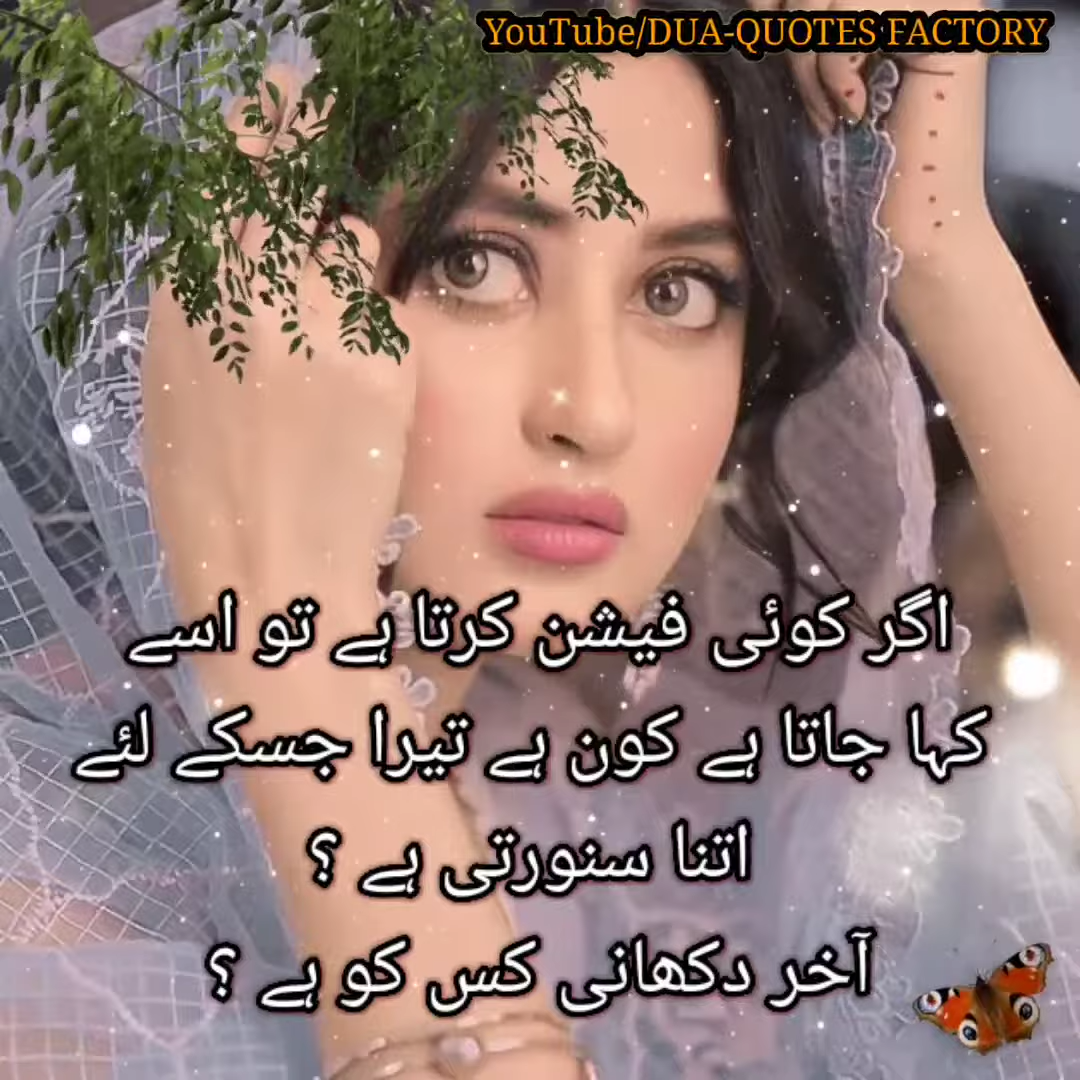 YouTube/DUA-QUOTES FACTORY
اگر کوئی فیشن کرتا ہے تو اسے
کہا جاتا ہے کون ہے تیرا جسکے لئے
اتنا سنورتی ہے ؟
آخر دکھانی کس کو ہے ؟